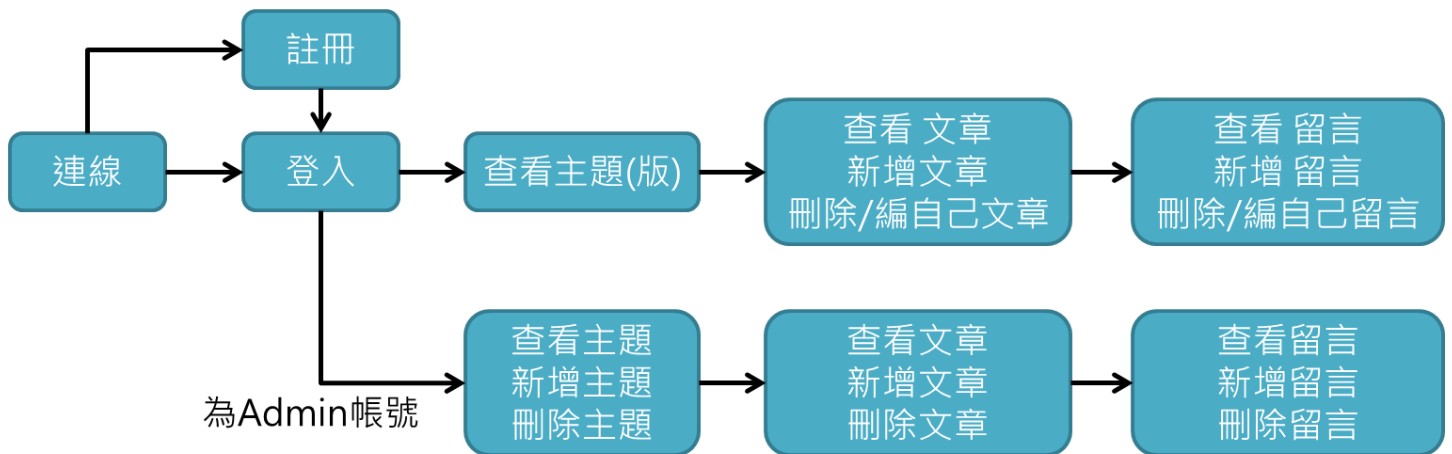 註冊
連線
登入
查看主題(版)
查看 文章
新增文章
刪除/編自己文章
查看 留言
新增 留言
刪除/編自己留言
為Admin帳號
查看主題
新增主題
刪除主題
查看文章
新增文章
刪除文章
查看留言
新增留言
刪除留言